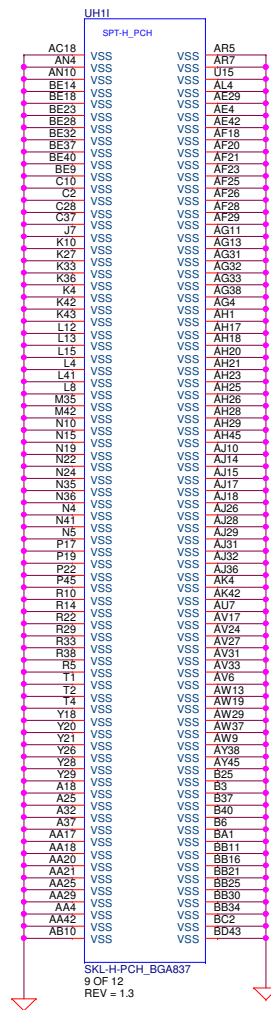 UH1I
SPT-H_PCH
AC18 VSS VSS AR5
AN4 VSS VSS AR7
AN10 VSS VSS U15
BE14 VSS VSS AL4
BE18 VSS VSS AE29
BE23 VSS VSS AE4
BE28 VSS VSS AE42
BE32 VSS VSS AF18
BE37 VSS VSS AF20
BE40 VSS VSS AF21
BE9 VSS VSS AF23
C10 VSS VSS AF25
C2 VSS VSS AF26
C28 VSS VSS AF28
C37 VSS VSS AF29
J7 VSS VSS AG11
K10 VSS VSS AG13
K27 VSS VSS AG31
K33 VSS VSS AG32
K36 VSS VSS AG33
K4 VSS VSS AG38
K42 VSS VSS AG4
K43 VSS VSS AH1
L12 VSS VSS AH17
L13 VSS VSS AH18
L15 VSS VSS AH20
L4 VSS VSS AH21
L41 VSS VSS AH23
L8 VSS VSS AH25
M35 VSS VSS AH26
M42 VSS VSS AH28
N10 VSS VSS AH29
N15 VSS VSS AH45
N19 VSS VSS AJ10
N22 VSS VSS AJ14
N24 VSS VSS AJ15
N35 VSS VSS AJ17
N36 VSS VSS AJ18
N4 VSS VSS AJ26
N41 VSS VSS AJ28
N5 VSS VSS AJ29
P17 VSS VSS AJ31
P19 VSS VSS AJ32
P22 VSS VSS AJ36
P45 VSS VSS AK4
R10 VSS VSS AK42
R14 VSS VSS AU7
R22 VSS VSS AV17
R29 VSS VSS AV24
R33 VSS VSS AV27
R38 VSS VSS AV31
R5 VSS VSS AV33
T1 VSS VSS AV6
T2 VSS VSS AW13
T4 VSS VSS AW19
Y18 VSS VSS AW29
Y20 VSS VSS AW37
Y21 VSS VSS AW9
Y26 VSS VSS AY38
Y28 VSS VSS AY45
Y29 VSS VSS B25
A18 VSS VSS B3
A25 VSS VSS B37
A32 VSS VSS B40
A37 VSS VSS B6
AA17 VSS VSS BA1
AA18 VSS VSS BB11
AA20 VSS VSS BB16
AA21 VSS VSS BB21
AA25 VSS VSS BB25
AA29 VSS VSS BB30
AA4 VSS VSS BB34
AA42 VSS VSS BC2
AB10 VSS VSS BD43
SKL-H-PCH_BGA837
9 OF 12
REV = 1.3